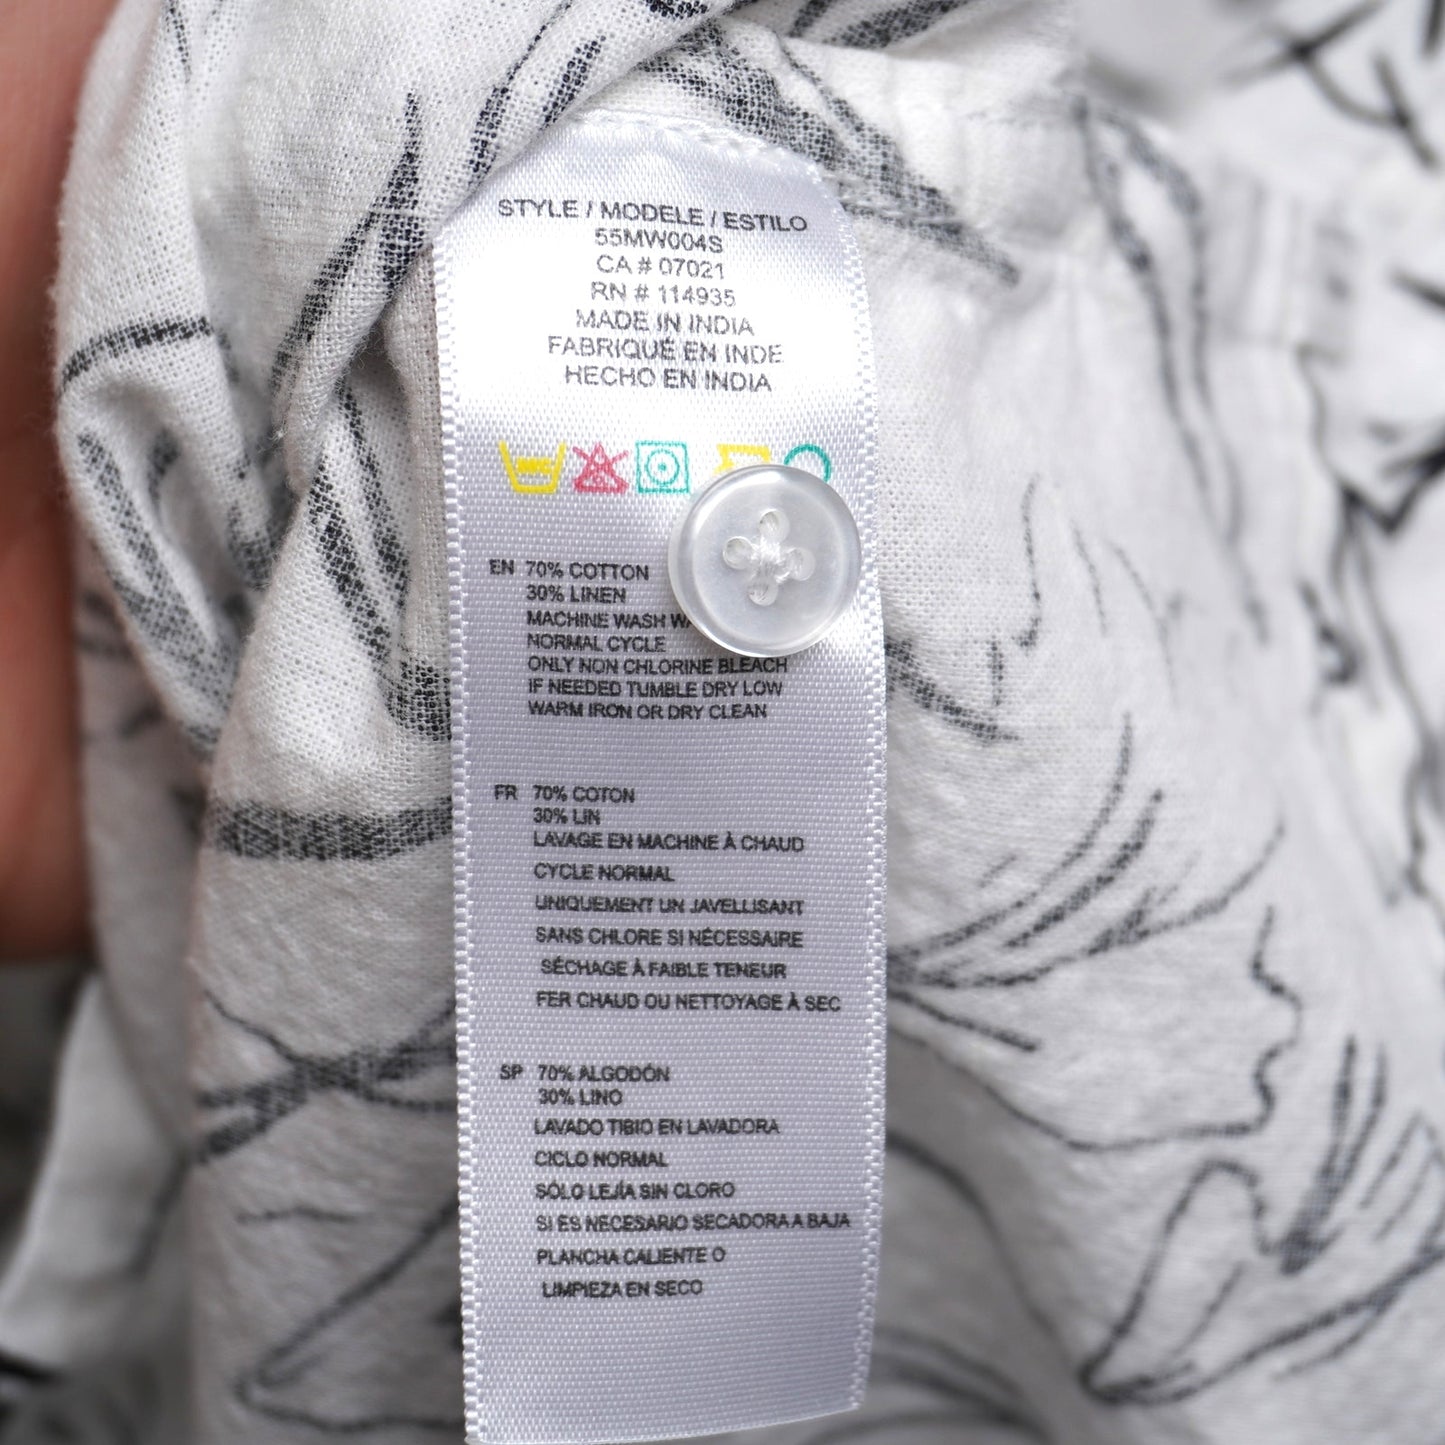 STYLE / MODELE / ESTILO
55MW004S
CA # 07021
RN # 114935
MADE IN INDIA
FABRIQUÉ EN INDE
HECHO EN INDIA
EN 70% COTTON
30% LINEN
MACHINE WASH
NORMAL CYCLE
ONLY NON CHLORINE BLEACH
IF NEEDED TUMBLE DRY LOW
WARM IRON OR DRY CLEAN
FR 70% COTON
30% LIN
LAVAGE EN MACHINE À CHAUD
CYCLE NORMAL
UNIQUEMENT UN JAVELLISANT
SANS CHLORE SI NÉCESSAIRE
SÉCHAGE À FAIBLE TENEUR
FER CHAUD OU NETTOYAGE À SEC
SP 70% ALGODÓN
30% LINO
LAVADO TIBIO EN LAVADORA
CICLO NORMAL
SÓLO LEJÍA SIN CLORO
SI ES NECESARIO SECADORA A BAJA
PLANCHA CALIENTE O
LIMPIEZA EN SECO